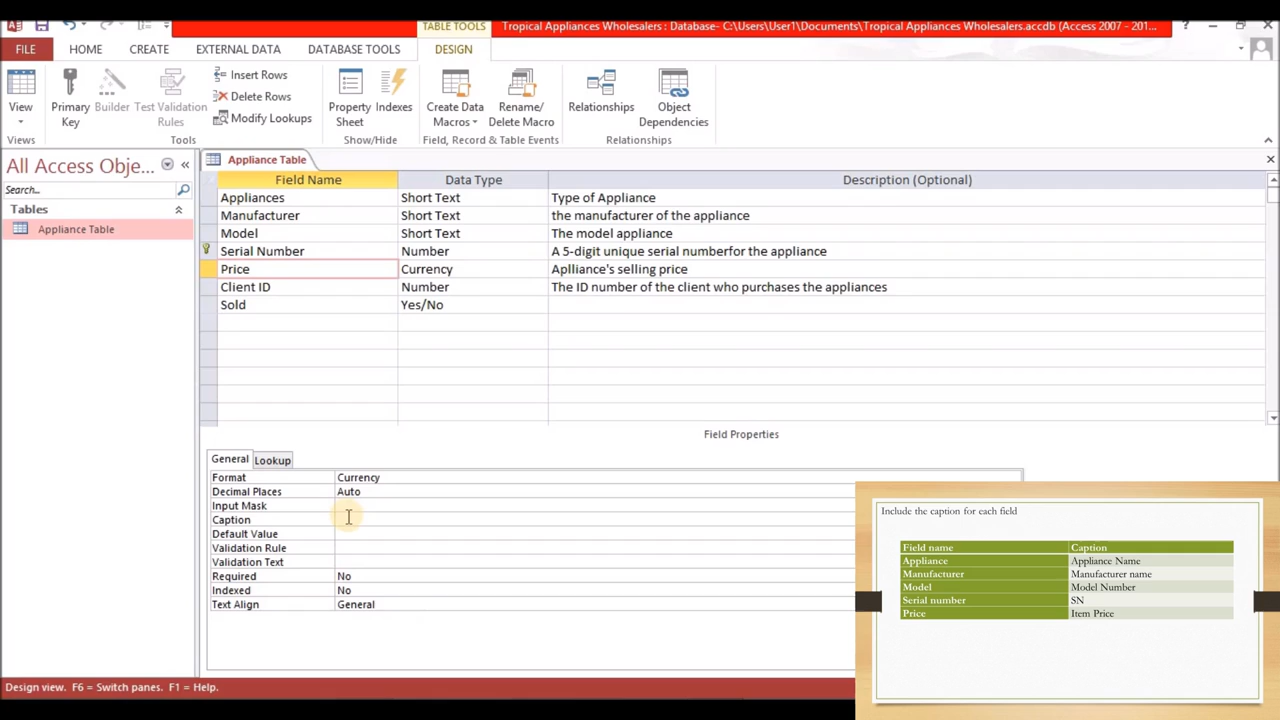 TABLE TOOLS
Tropical Appliances Wholesalers : Database- C:\Users\User1\Documents\Tropical Appliances Wholesalers.accdb (Access 2007 - 201...
?
FILE HOME CREATE EXTERNAL DATA DATABASE TOOLS DESIGN
View
Primary Key
Builder
Test Validation Rules
Insert Rows
Delete Rows
Modify Lookups
Property Sheet
Indexes
Create Data Macros
Rename/ Delete Macro
Relationships
Object Dependencies
Views Tools Show/Hide Field, Record & Table Events Relationships
All Access Obje...
Search...
Tables
Appliance Table
Appliance Table
Field Name Data Type Description (Optional)
Appliances Short Text Type of Appliance
Manufacturer Short Text the manufacturer of the appliance
Model Short Text The model appliance
Serial Number Number A 5-digit unique serial numberfor the appliance
Price Currency Aplliance's selling price
Client ID Number The ID number of the client who purchases the appliances
Sold Yes/No
Field Properties
General Lookup
Format Currency
Decimal Places Auto
Input Mask
Caption
Default Value
Validation Rule
Validation Text
Required No
Indexed No
Text Align General
Include the caption for each field
Field name Caption
Appliance Appliance Name
Manufacturer Manufacturer name
Model Model Number
Serial number SN
Price Item Price
Design view. F6 = Switch panes. F1 = Help.